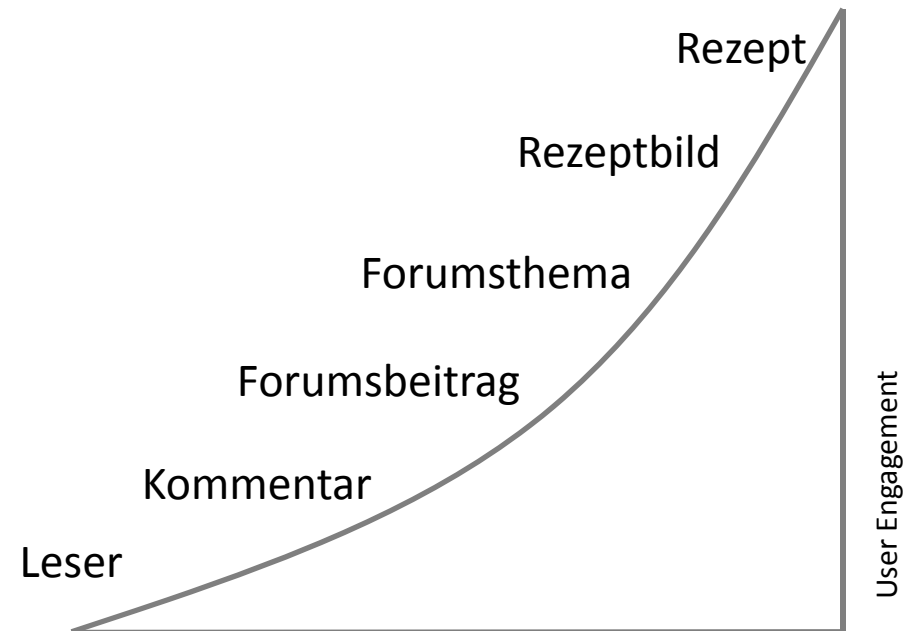 Rezept
Rezeptbild
Forumsthema
Forumsbeitrag
Kommentar
Leser
User Engagement